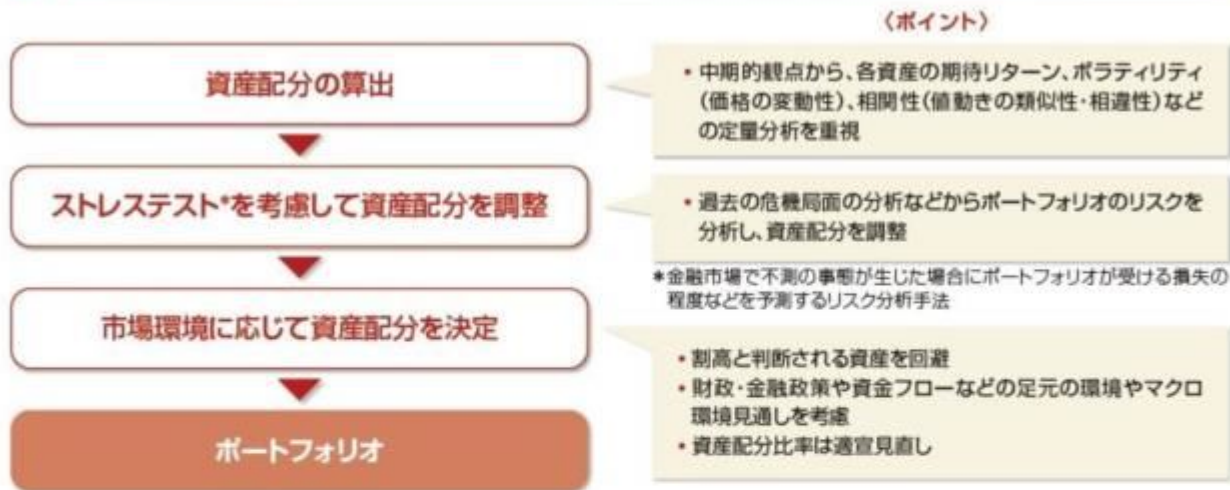 〈ポイント〉
資産配分の算出
• 中期的観点から、各資産の期待リターン、ボラティリティ
(価格の変動性)、相関性(値動きの類似性・相違性)など
の定量分析を重視
ストレステスト*を考慮して資産配分を調整
• 過去の危機局面の分析などからポートフォリオのリスクを
分析し、資産配分を調整
*金融市場で不測の事態が生じた場合にポートフォリオが受ける損失の
程度などを予測するリスク分析手法
市場環境に応じて資産配分を決定
• 割高と判断される資産を回避
• 財政・金融政策や資金フローなどの足元の環境やマクロ
環境見通しを考慮
• 資産配分比率は適宜見直し
ポートフォリオ